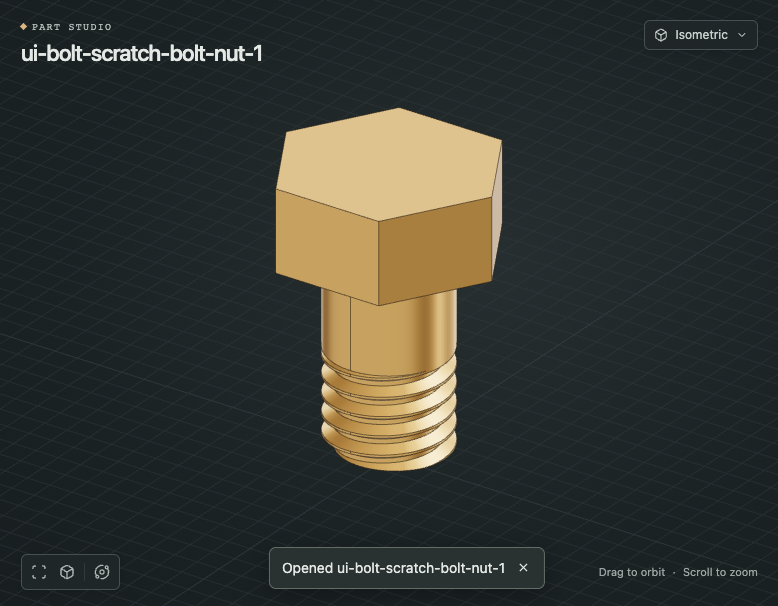 PART STUDIO
ui-bolt-scratch-bolt-nut-1
Isometric
Opened ui-bolt-scratch-bolt-nut-1
Drag to orbit · Scroll to zoom